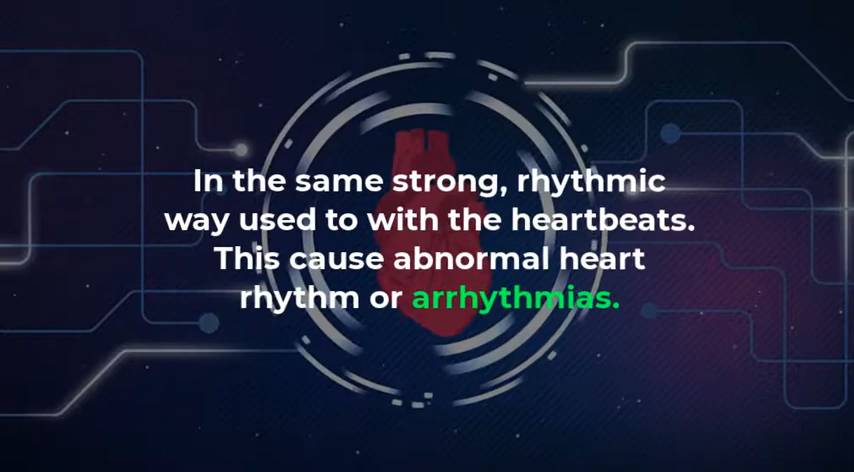 In the same strong, rhythmic
way used to with the heartbeats.
This cause abnormal heart
rhythm or arrhythmias.